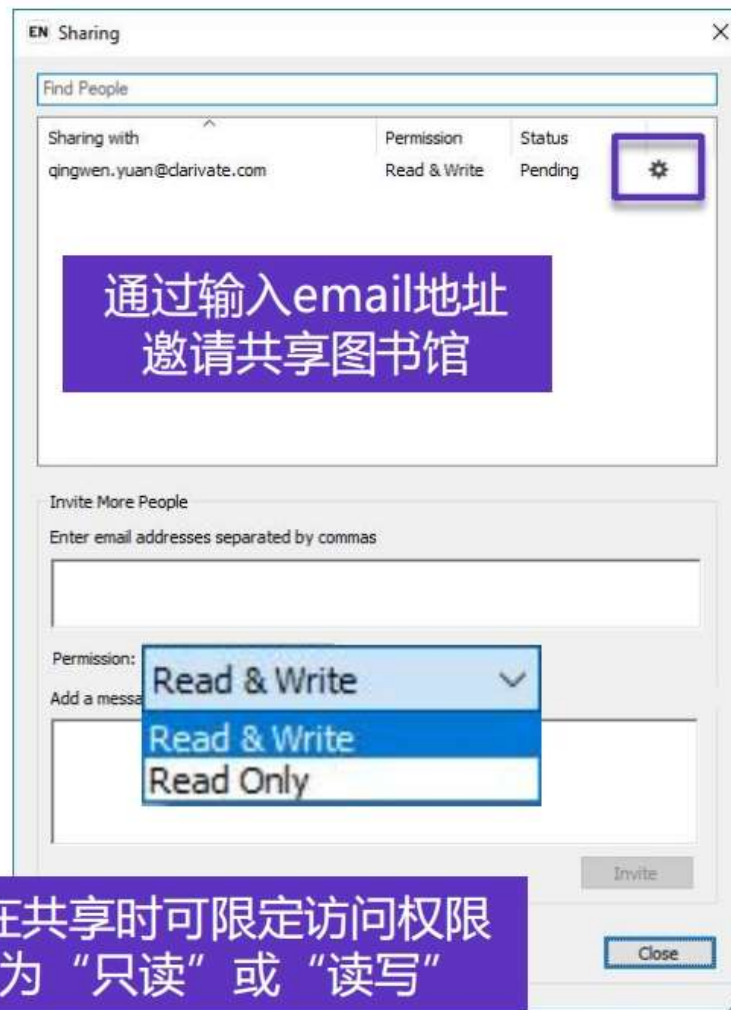 EN Sharing
Find People
Sharing with Permission Status
qingwen.yuan@clarivate.com Read & Write Pending
通过输入email地址
邀请共享图书馆
Invite More People
Enter email addresses separated by commas
Permission: Read & Write
Add a messa
Read & Write
Read Only
Invite
在共享时可限定访问权限
为“只读”或“读写”
Close